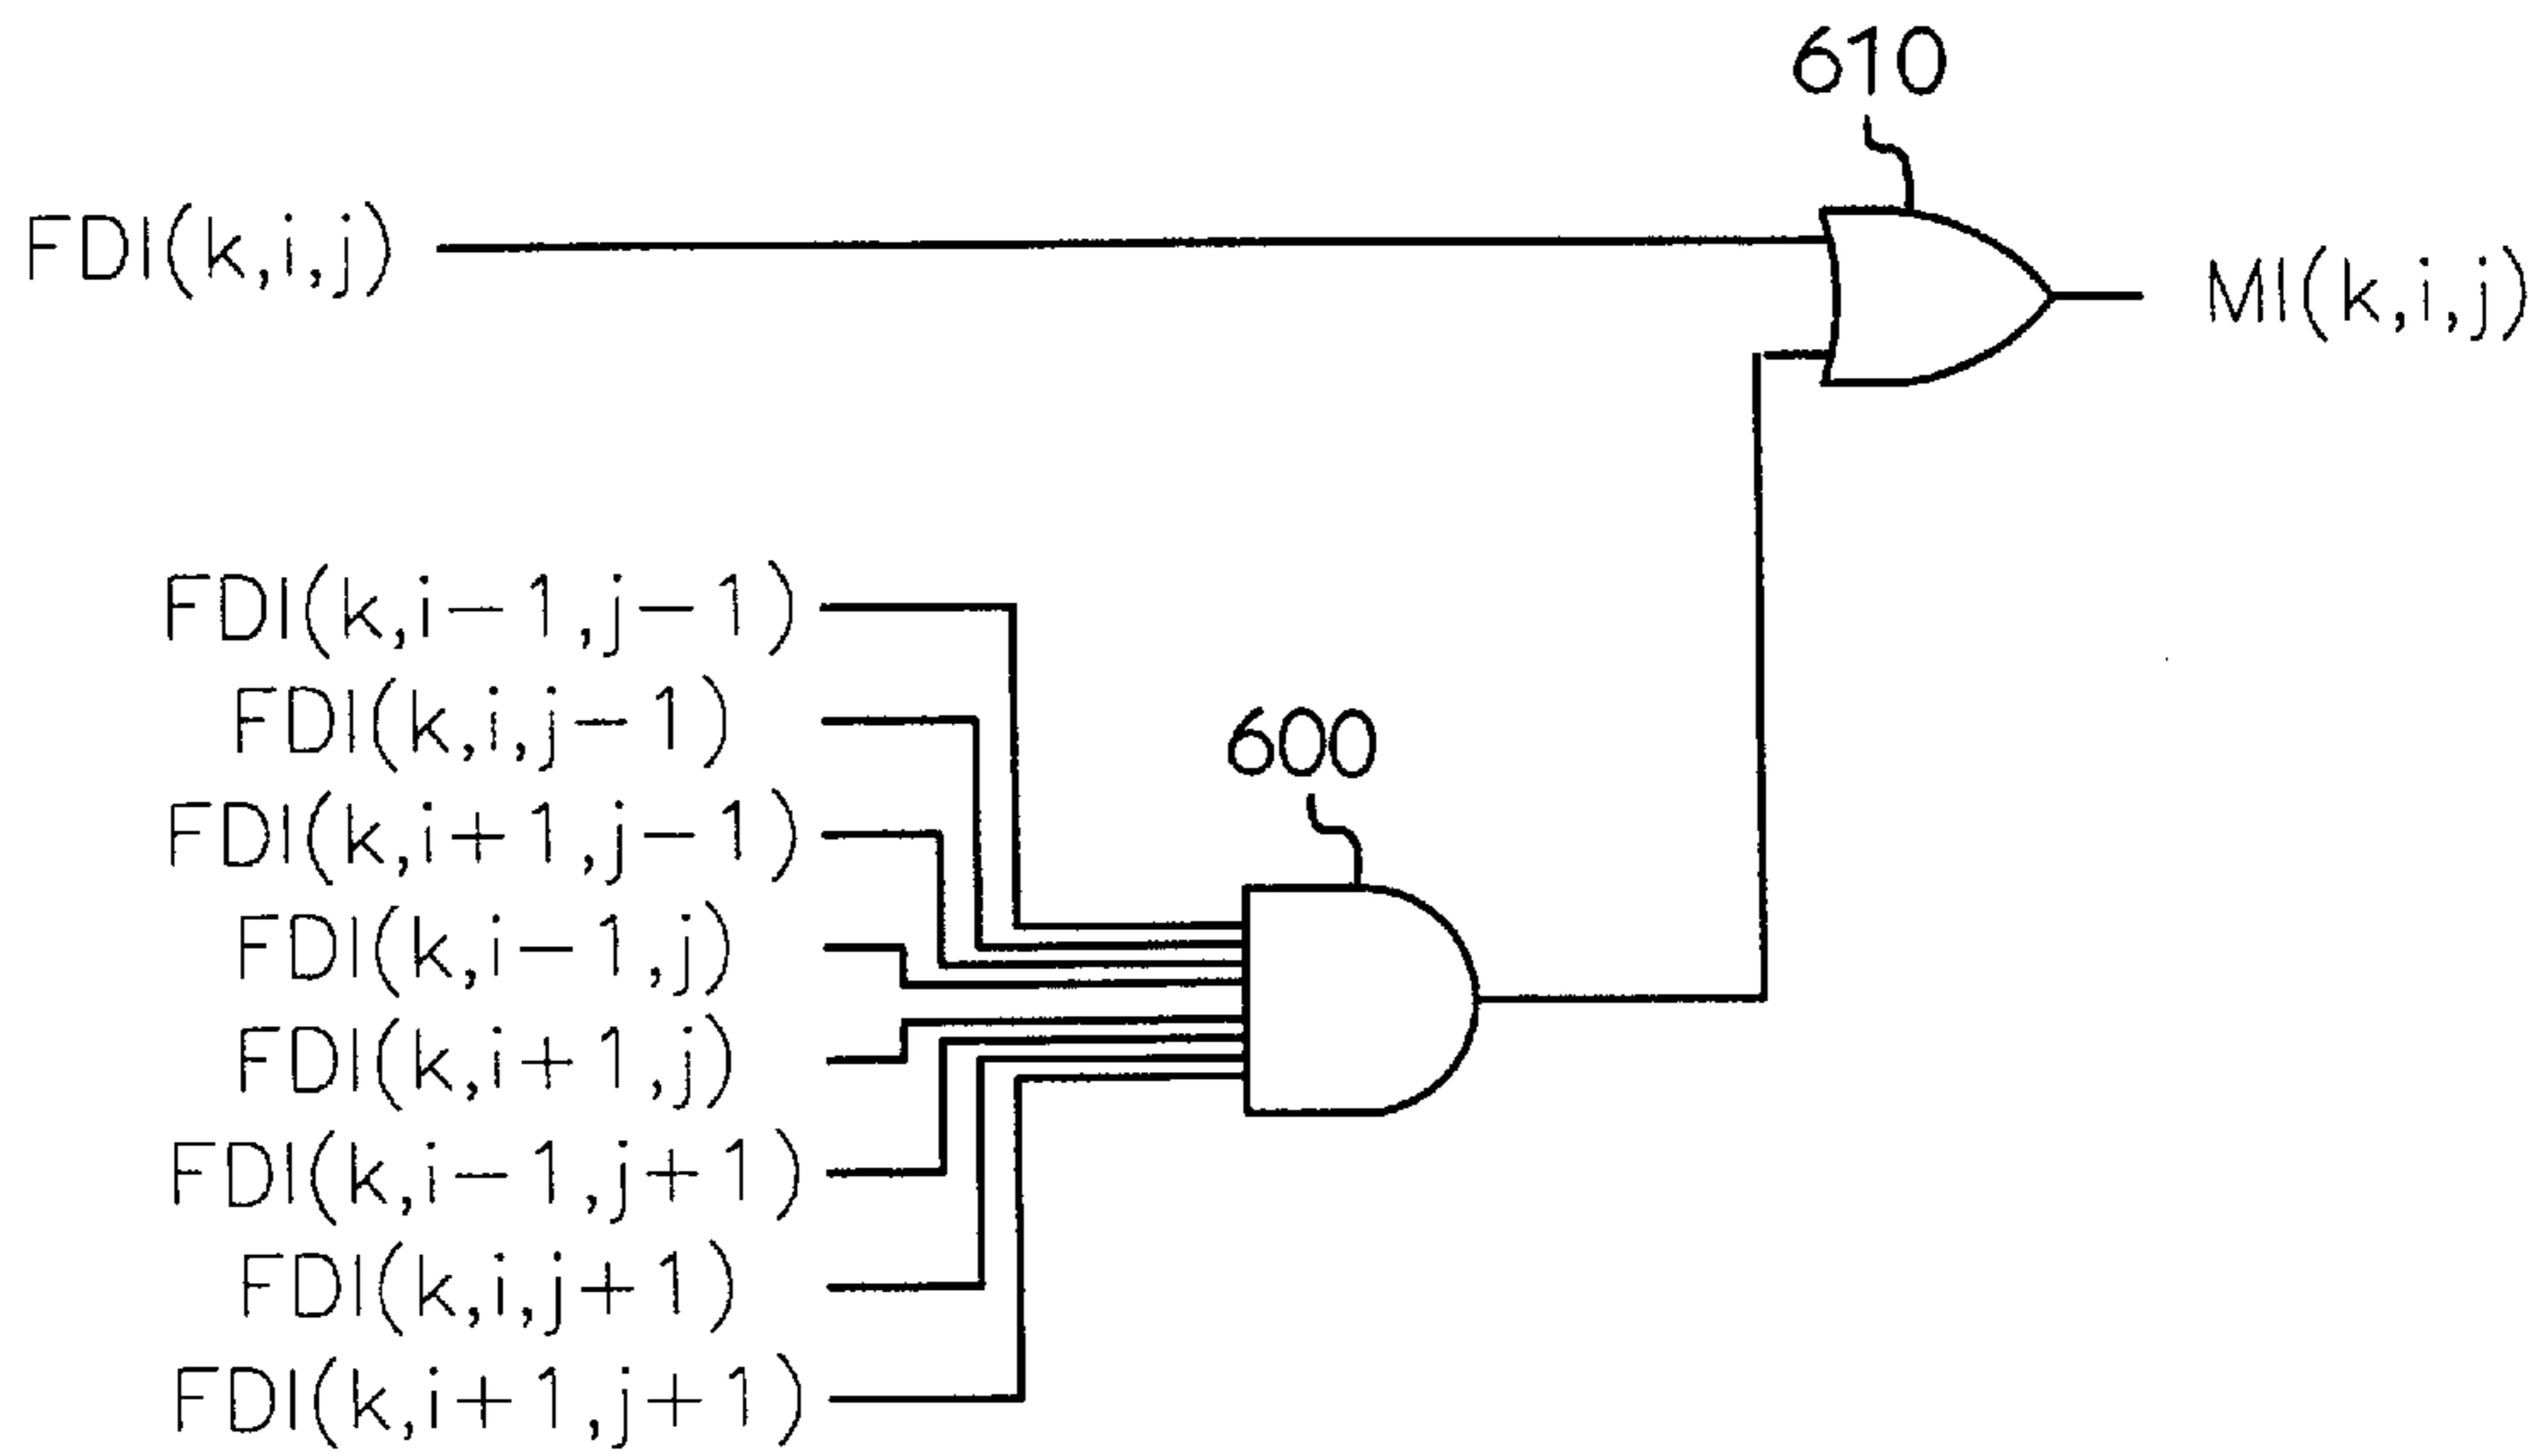 610
FDI(k,i,j)
MI(k,i,j)
FDI(k,i-1,j-1)
FDI(k,i,j-1)
600
FDI(k,i+1,j-1)
FDI(k,i-1,j)
FDI(k,i+1,j)
FDI(k,i-1,j+1)
FDI(k,i,j+1)
FDI(k,i+1,j+1)